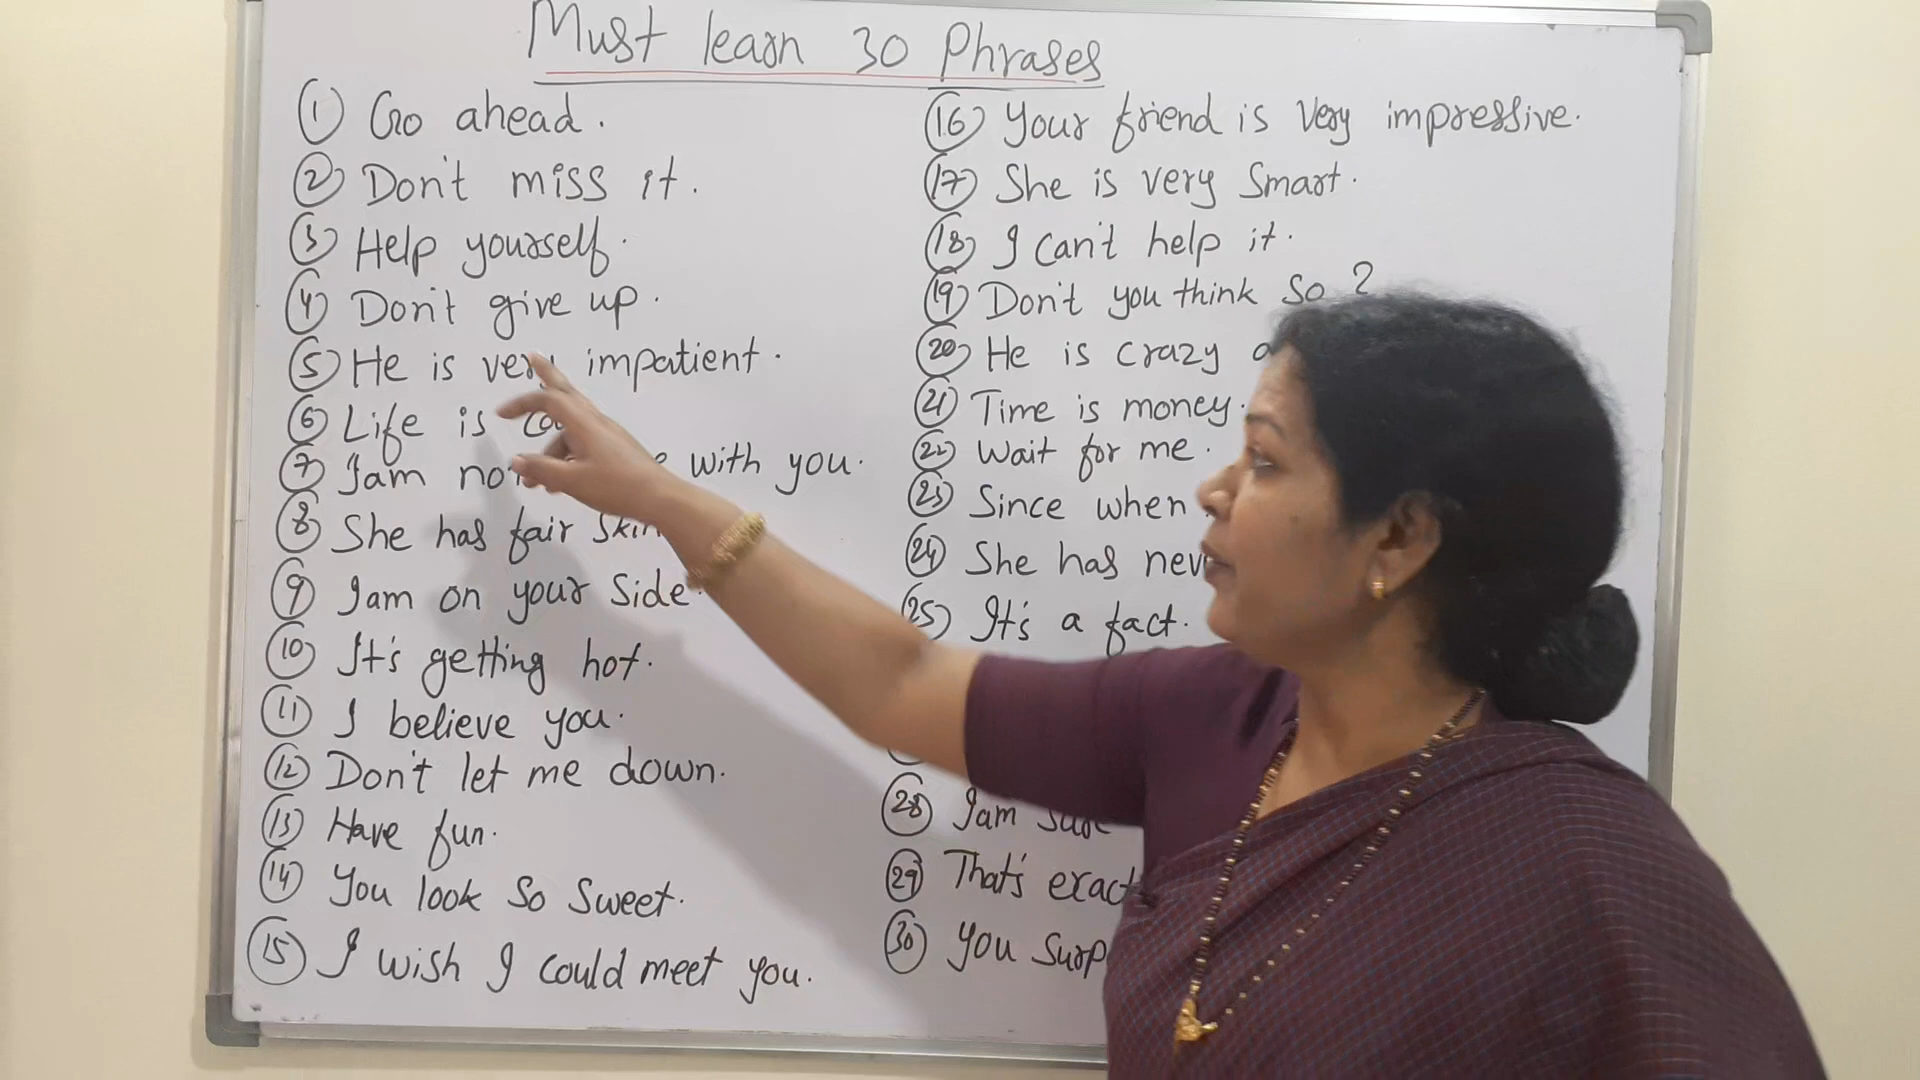 Must learn 30 Phrases
① Go ahead.
② Don't miss it.
③ Help yourself.
④ Don't give up.
⑤ He is very impatient.
⑥ Life is
⑦ I am with you.
⑧ She has fair skin
⑨ I am on your side.
⑩ It's getting hot.
⑪ I believe you.
⑫ Don't let me down.
⑬ Have fun.
⑭ You look so sweet.
⑮ I wish I could meet you.
⑯ Your friend is very impressive.
⑰ She is very smart.
⑱ I can't help it.
⑲ Don't you think so?
⑳ He is crazy
㉑ Time is money.
㉒ Wait for me.
㉓ Since when
㉔ She has
㉕ It's a fact.
㉘ I am
㉙ That's
㉚ You